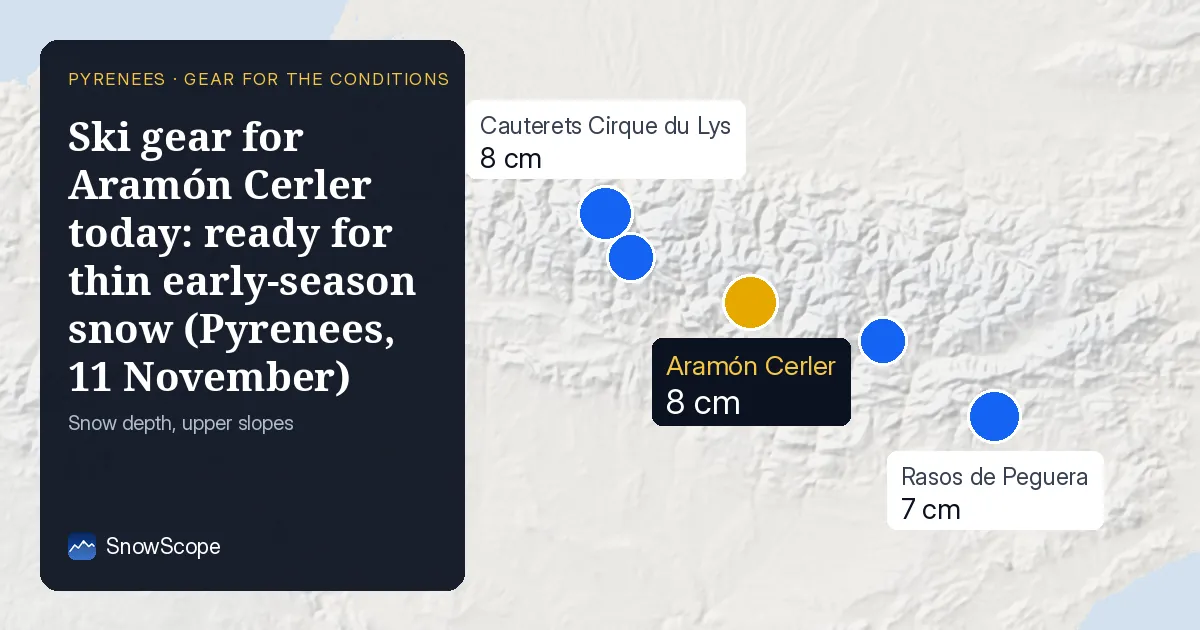 PYRENEES · GEAR FOR THE CONDITIONS
Ski gear for
Aramón Cerler
today: ready for
thin early-season
snow (Pyrenees,
11 November)
Snow depth, upper slopes
SnowScope
Cauterets Cirque du Lys
8 cm
Aramón Cerler
8 cm
Rasos de Peguera
7 cm